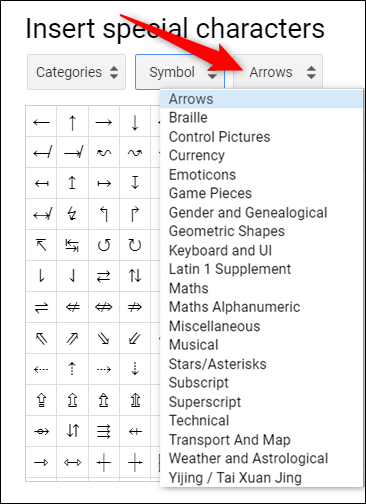 Insert special characters
Categories Symbol Arrows
Arrows
Braille
Control Pictures
Currency
Emoticons
Game Pieces
Gender and Genealogical
Geometric Shapes
Keyboard and UI
Latin 1 Supplement
Maths
Maths Alphanumeric
Miscellaneous
Musical
Stars/Asterisks
Subscript
Superscript
Technical
Transport And Map
Weather and Astrological
Yijing / Tai Xuan Jing